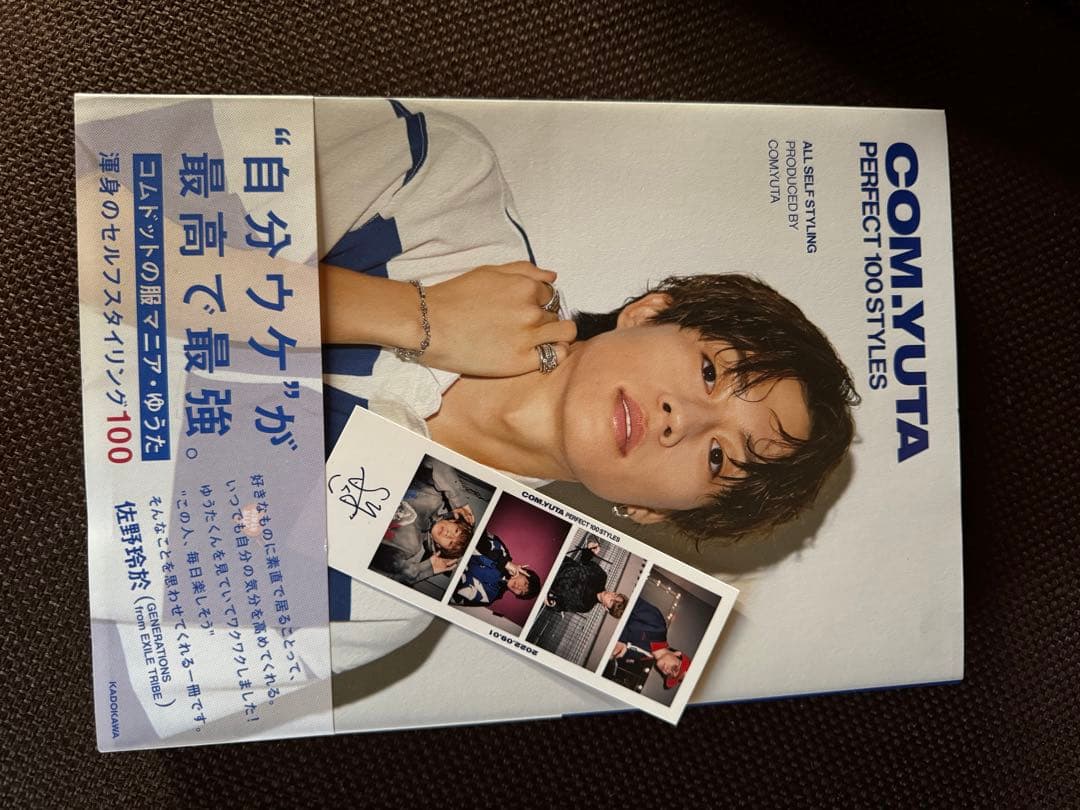 COM.YUTA
PERFECT 100 STYLES
ALL SELF STYLING
PRODUCED BY
COM.YUTA
“自分ウケ”が
最高で最強。
コムドットの服マニア・ゆうた
渾身のセルフスタイリング100
好きなものに素直で居ることって、
いつでも自分の気分を高めてくれる。
ゆうたくんを見ていてワクワクしました!
“この人、毎日楽しそう”
そんなことを思わせてくれる一冊です。
佐野玲於(GENERATIONS
from EXILE TRIBE)
KADOKAWA
COM.YUTA PERFECT 100 STYLES
2022.09.01